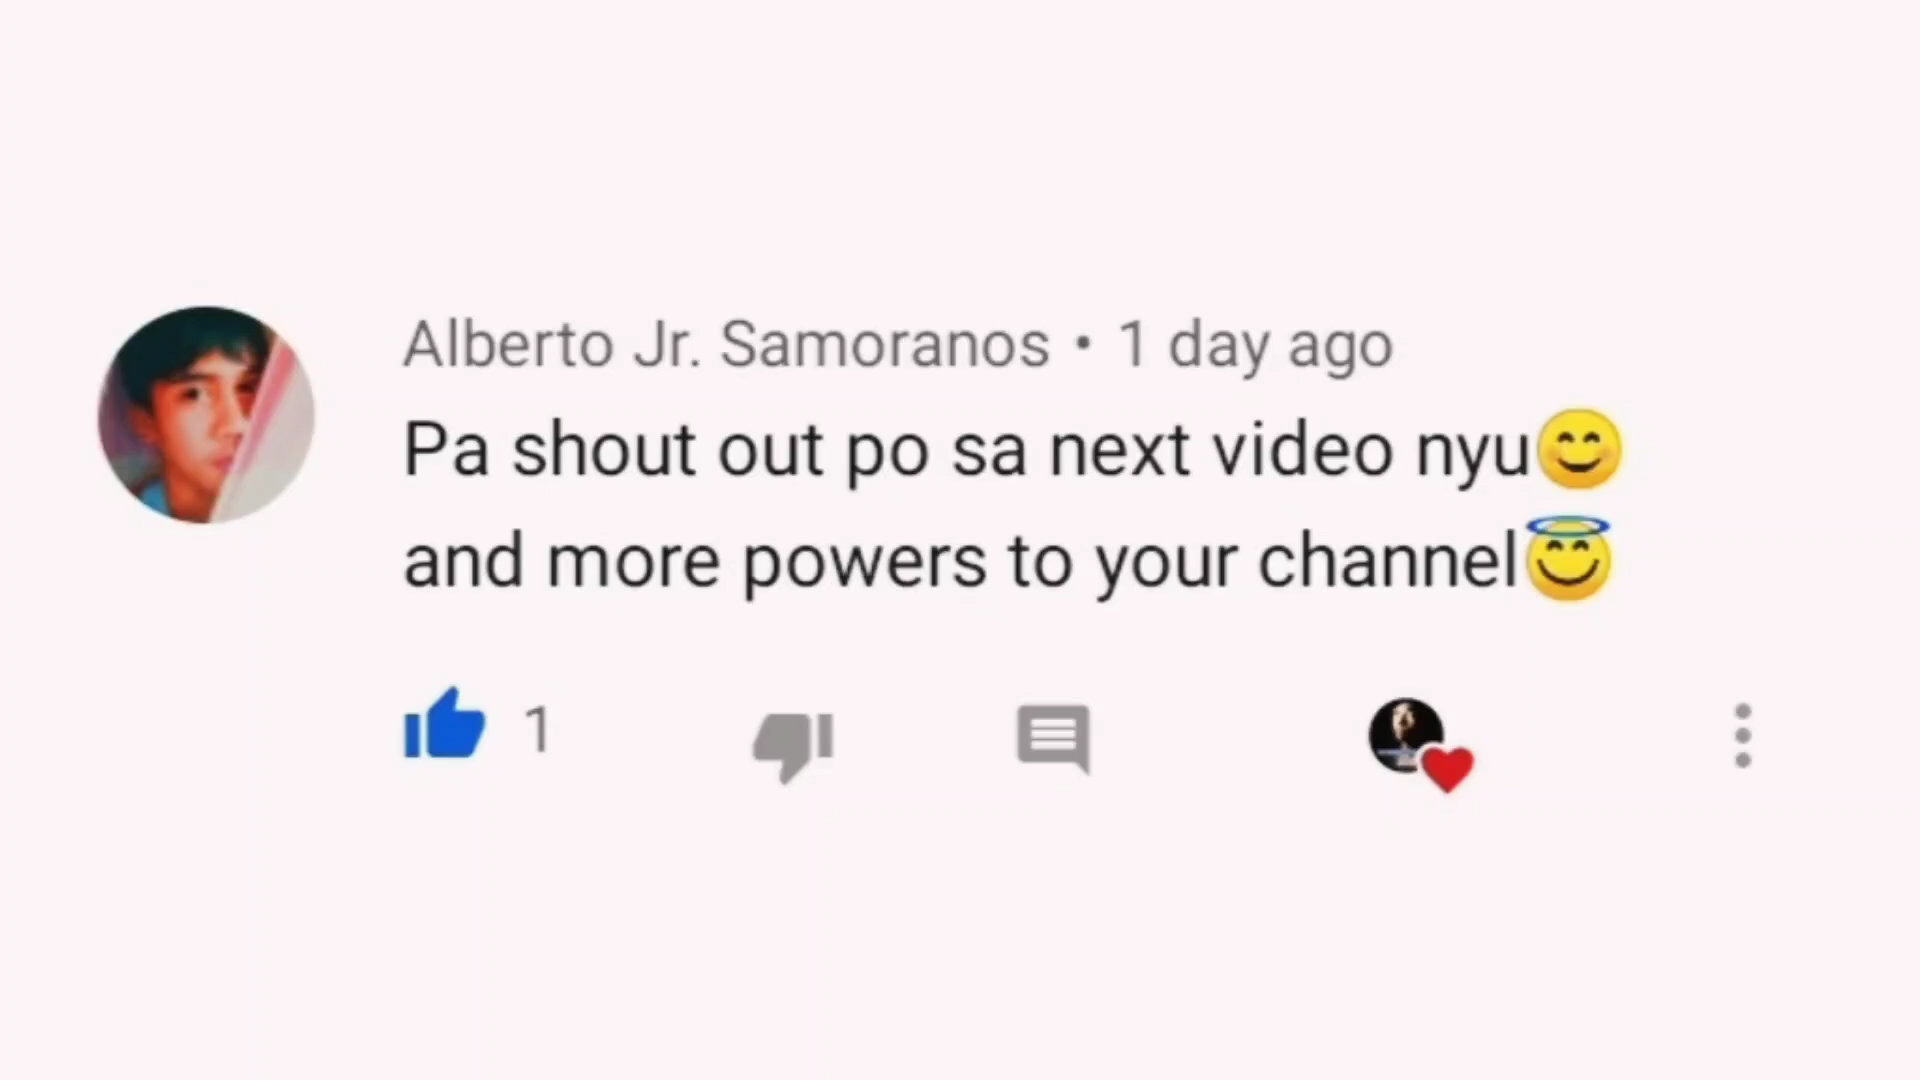 Alberto Jr. Samoranos • 1 day ago
Pa shout out po sa next video nyu😊
and more powers to your channel😇
1